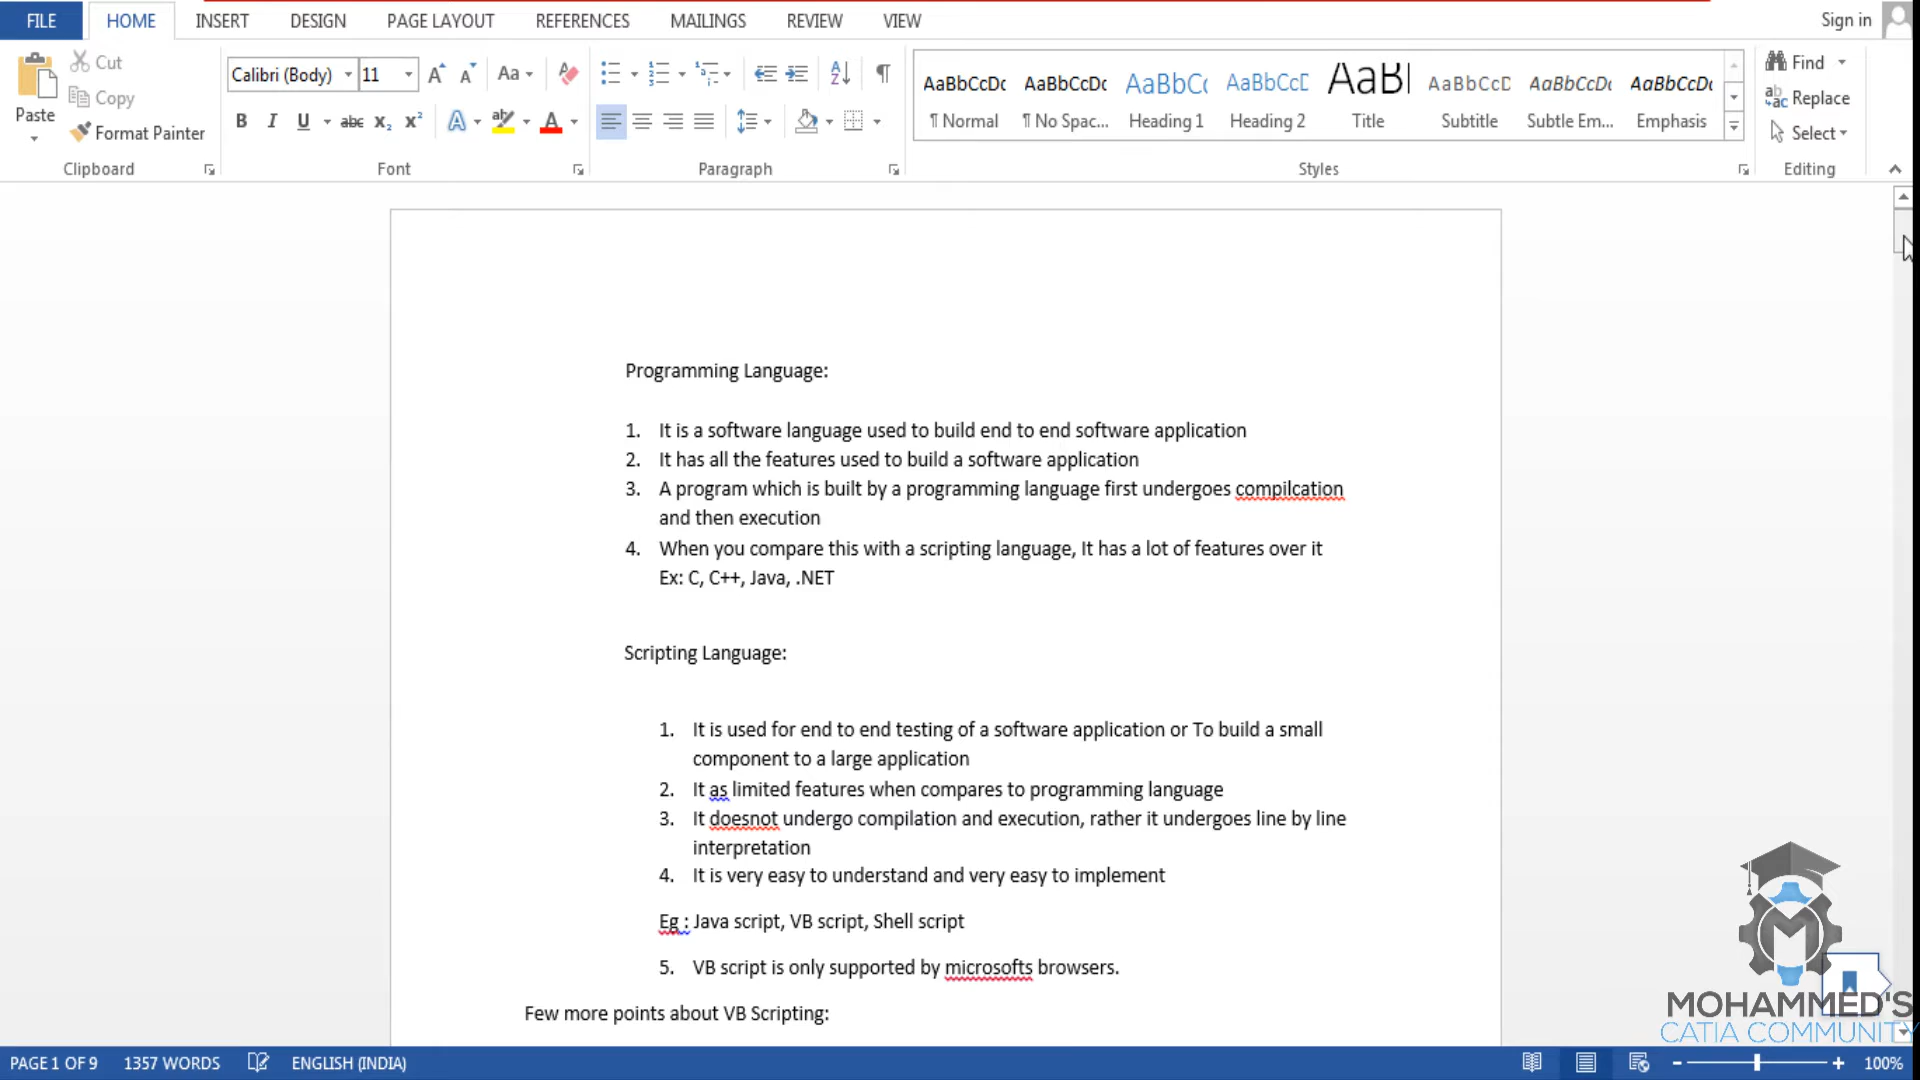 FILE HOME INSERT DESIGN PAGE LAYOUT REFERENCES MAILINGS REVIEW VIEW Sign in
Cut
Copy
Format Painter
Paste
Clipboard
Calibri (Body) 11 Aa
B I U abc X₂ X² A A
Font
Paragraph
AaBbCcDc AaBbCcDc AaBbC AaBbCcD AaB AaBbCcD AaBbCcDc AaBbCcDc
¶ Normal ¶ No Spac... Heading 1 Heading 2 Title Subtitle Subtle Em... Emphasis
Styles
Find
Replace
Select
Editing
Programming Language:
1. It is a software language used to build end to end software application
2. It has all the features used to build a software application
3. A program which is built by a programming language first undergoes compilcation
and then execution
4. When you compare this with a scripting language, It has a lot of features over it
Ex: C, C++, Java, .NET
Scripting Language:
1. It is used for end to end testing of a software application or To build a small
component to a large application
2. It as limited features when compares to programming language
3. It doesnot undergo compilation and execution, rather it undergoes line by line
interpretation
4. It is very easy to understand and very easy to implement
Eg : Java script, VB script, Shell script
5. VB script is only supported by microsofts browsers.
Few more points about VB Scripting:
MOHAMMED'S
CATIA COMMUNITY
PAGE 1 OF 9 1357 WORDS ENGLISH (INDIA) 100%